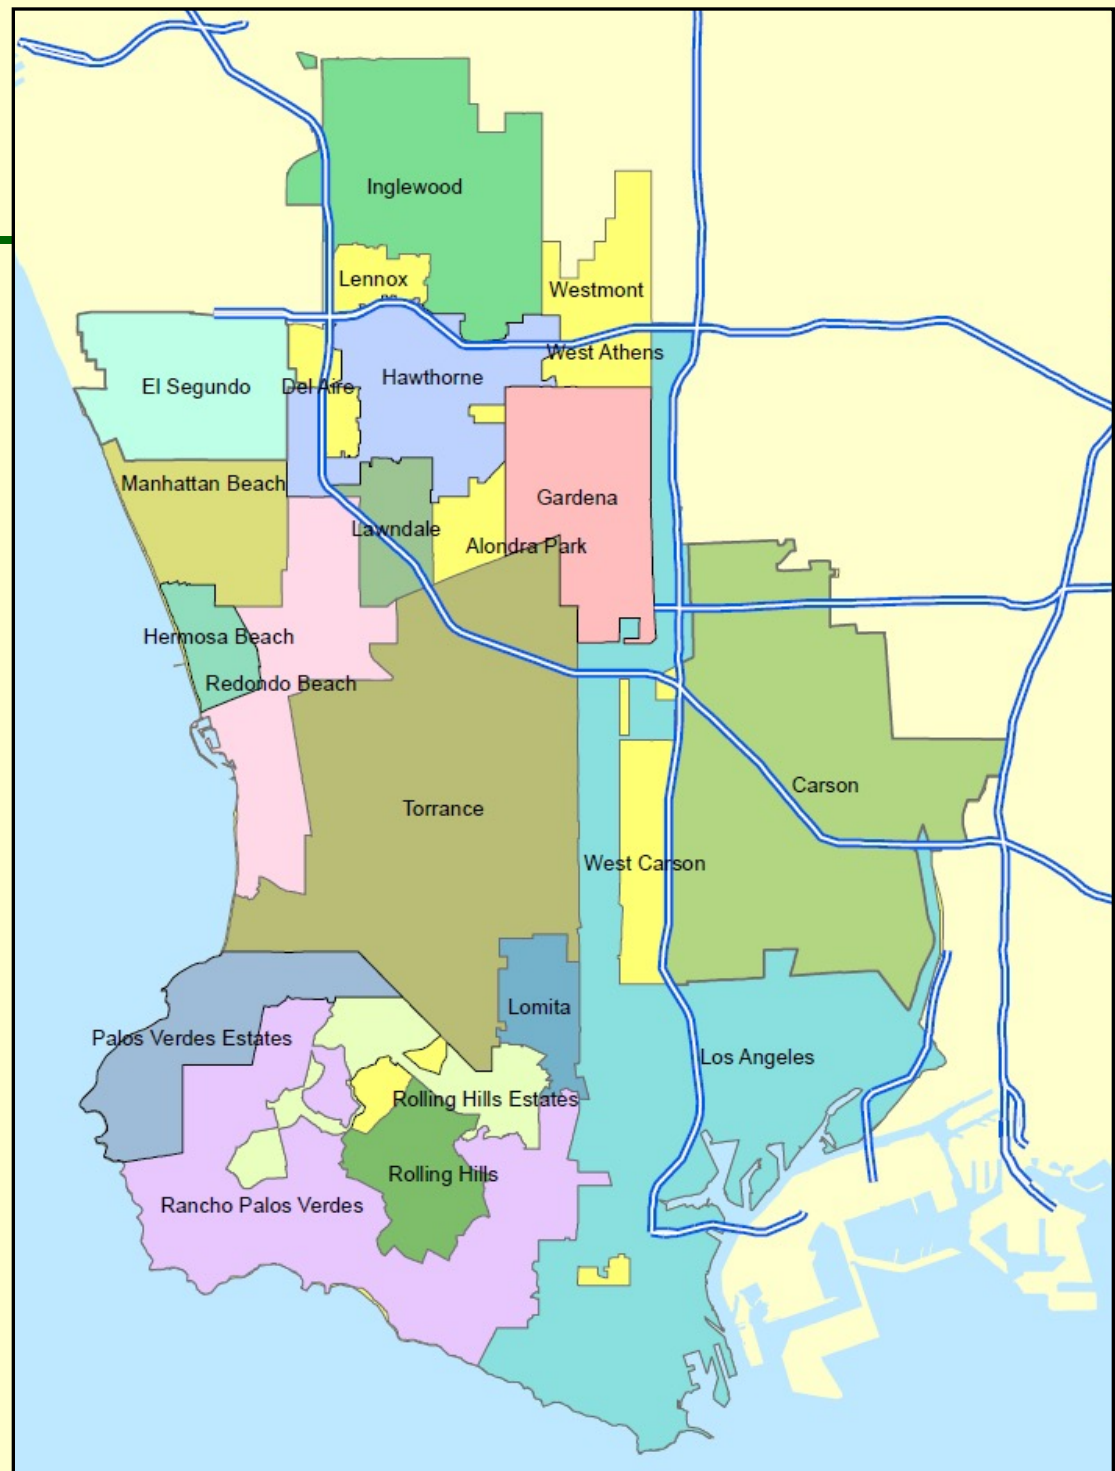 Inglewood
Lennox
Westmont
West Athens
Hawthorne
El Segundo
Del Aire
Manhattan Beach
Gardena
Lawndale
Alondra Park
Hermosa Beach
Redondo Beach
Carson
Torrance
West Carson
Lomita
Palos Verdes Estates
Los Angeles
Rolling Hills Estates
Rolling Hills
Rancho Palos Verdes